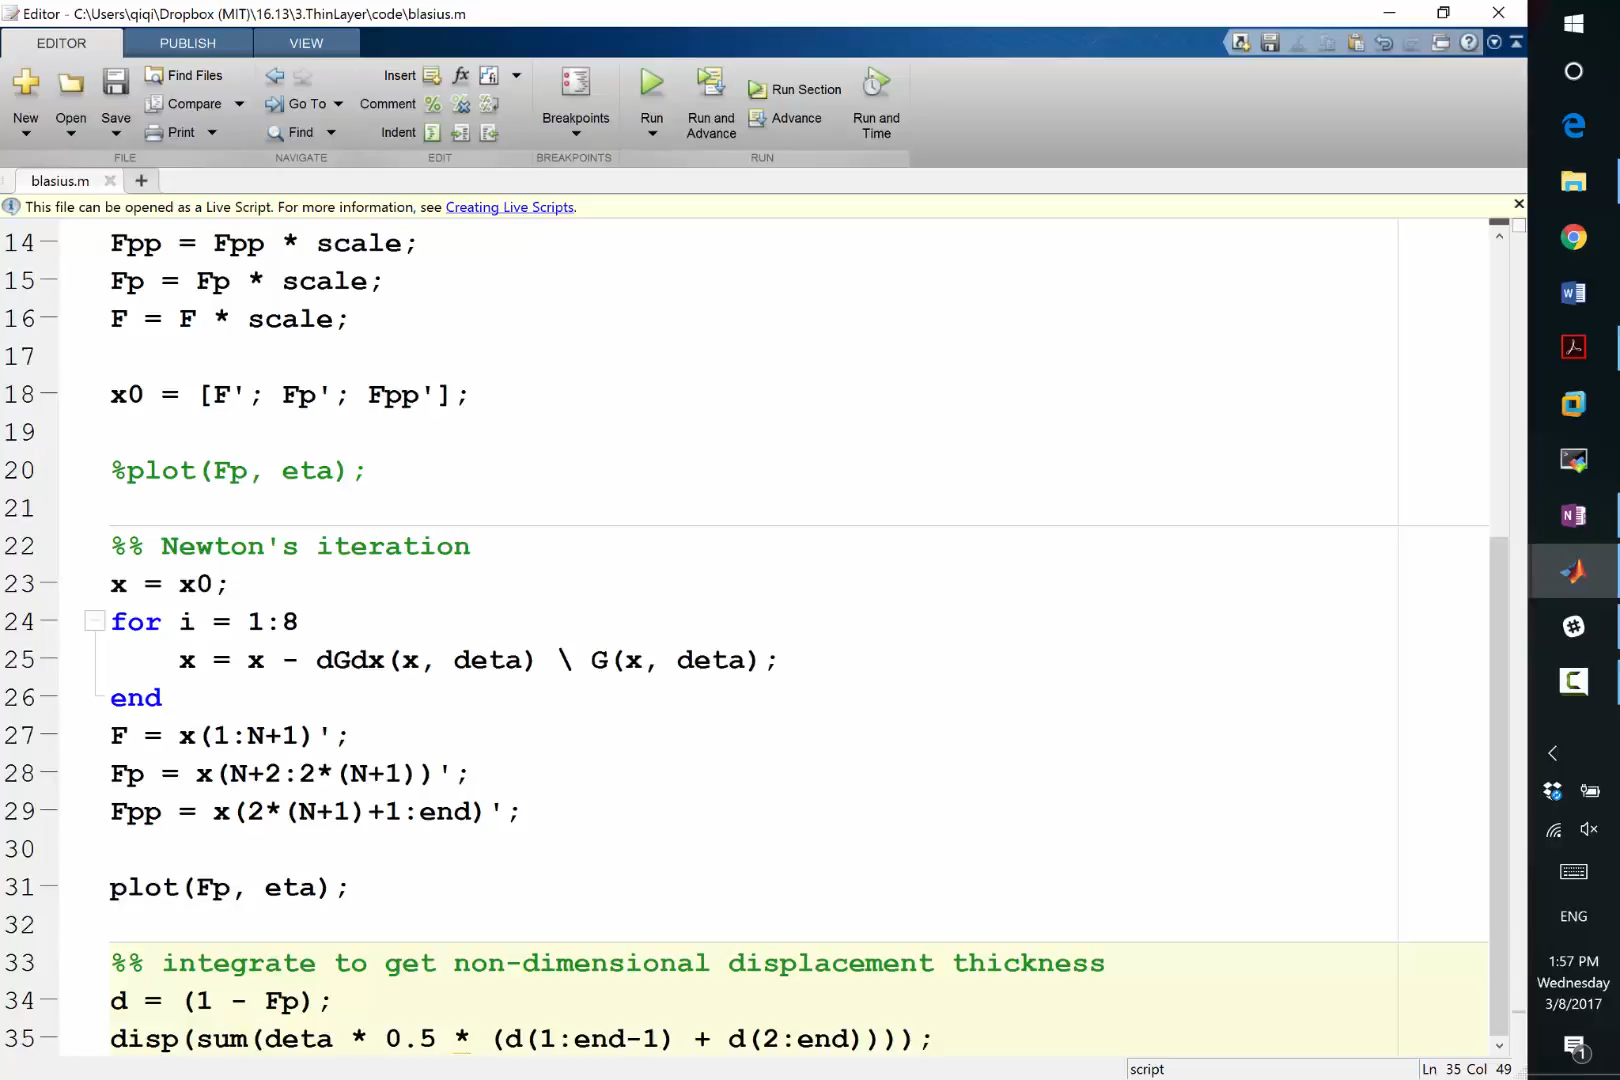 Editor - C:\Users\qiqi\Dropbox (MIT)\16.13\3.ThinLayer\code\blasius.m
EDITOR PUBLISH VIEW
New Open Save
Find Files
Compare
Print
FILE
Go To
Find
NAVIGATE
Insert fx
Comment
Indent
EDIT
Breakpoints
BREAKPOINTS
Run
Run and Advance
Run Section
Advance
Run and Time
RUN
blasius.m
This file can be opened as a Live Script. For more information, see Creating Live Scripts.
14 Fpp = Fpp * scale;
15 Fp = Fp * scale;
16 F = F * scale;
17
18 x0 = [F'; Fp'; Fpp'];
19
20 %plot(Fp, eta);
21
22 %% Newton's iteration
23 x = x0;
24 for i = 1:8
25 x = x - dGdx(x, deta) \ G(x, deta);
26 end
27 F = x(1:N+1)';
28 Fp = x(N+2:2*(N+1))';
29 Fpp = x(2*(N+1)+1:end)';
30
31 plot(Fp, eta);
32
33 %% integrate to get non-dimensional displacement thickness
34 d = (1 - Fp);
35 disp(sum(deta * 0.5 * (d(1:end-1) + d(2:end))));
script Ln 35 Col 49
ENG
1:57 PM
Wednesday
3/8/2017
1